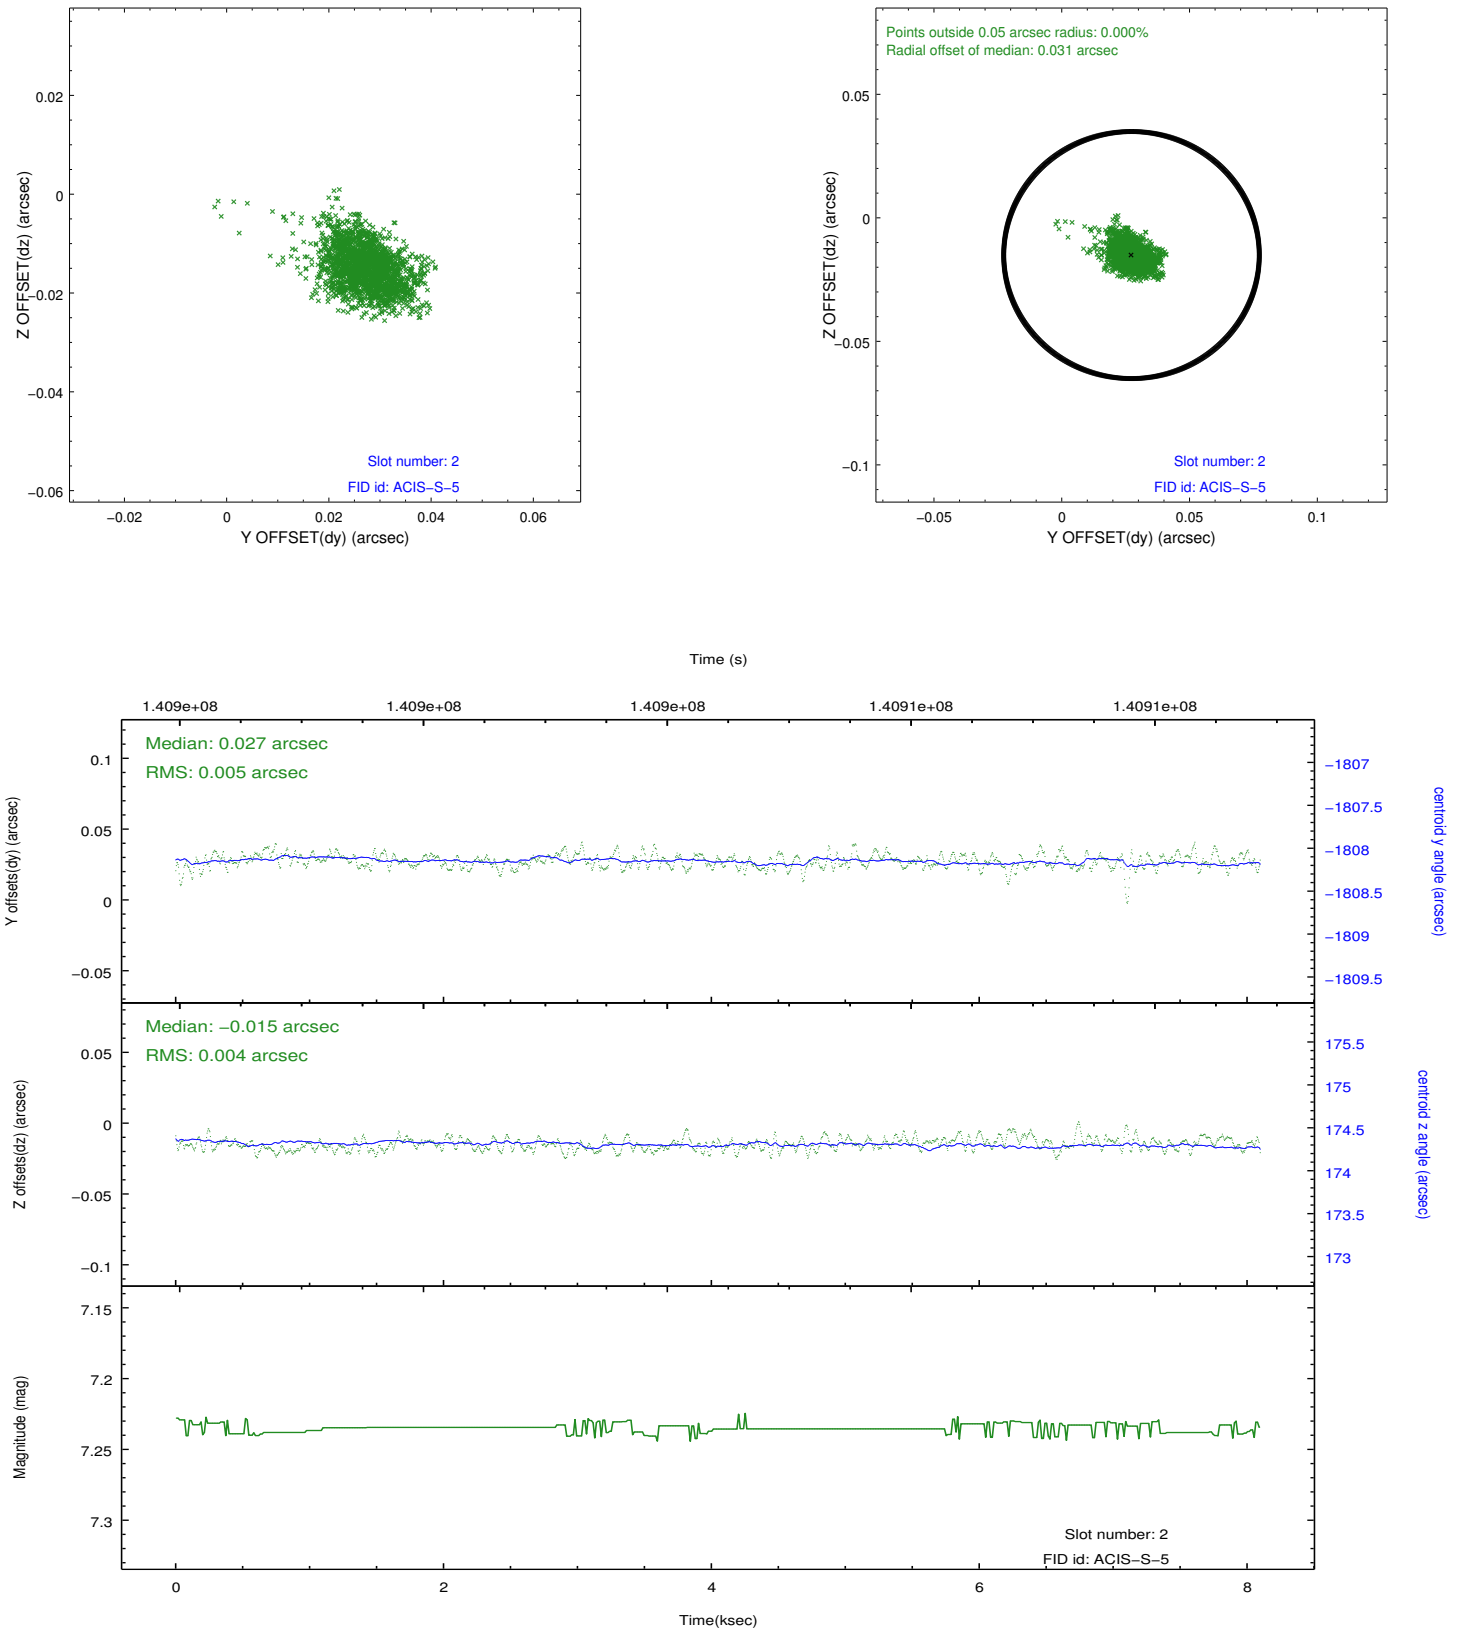 0.02
0
−0.02
−0.04
−0.06
Z OFFSET(dz) (arcsec)
Slot number: 2
FID id: ACIS−S−5
−0.02 0 0.02 0.04 0.06
Y OFFSET(dy) (arcsec)
Points outside 0.05 arcsec radius: 0.000%
Radial offset of median: 0.031 arcsec
0.05
0
−0.05
−0.1
Z OFFSET(dz) (arcsec)
Slot number: 2
FID id: ACIS−S−5
−0.05 0 0.05 0.1
Y OFFSET(dy) (arcsec)
Time (s)
1.409e+08 1.409e+08 1.409e+08 1.4091e+08 1.4091e+08
Median: 0.027 arcsec
RMS: 0.005 arcsec
0.1
0.05
0
−0.05
Y offsets(dy) (arcsec)
−1807
−1807.5
−1808
−1808.5
−1809
−1809.5
centroid y angle (arcsec)
Median: −0.015 arcsec
RMS: 0.004 arcsec
0.05
0
−0.05
−0.1
Z offsets(dz) (arcsec)
175.5
175
174.5
174
173.5
173
centroid z angle (arcsec)
7.15
7.2
7.25
7.3
Magnitude (mag)
Slot number: 2
FID id: ACIS−S−5
0 2 4 6 8
Time(ksec)